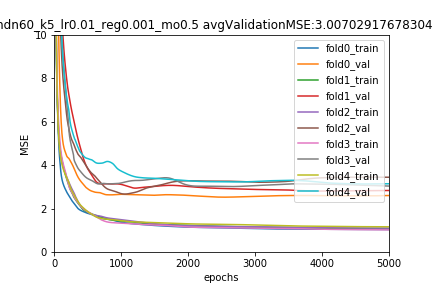 ndn60_k5_lr0.01_reg0.001_mo0.5 avgValidationMSE:3.00702917678304
10
8
6
4
2
0
MSE
0 1000 2000 3000 4000 5000
epochs
fold0_train
fold0_val
fold1_train
fold1_val
fold2_train
fold2_val
fold3_train
fold3_val
fold4_train
fold4_val